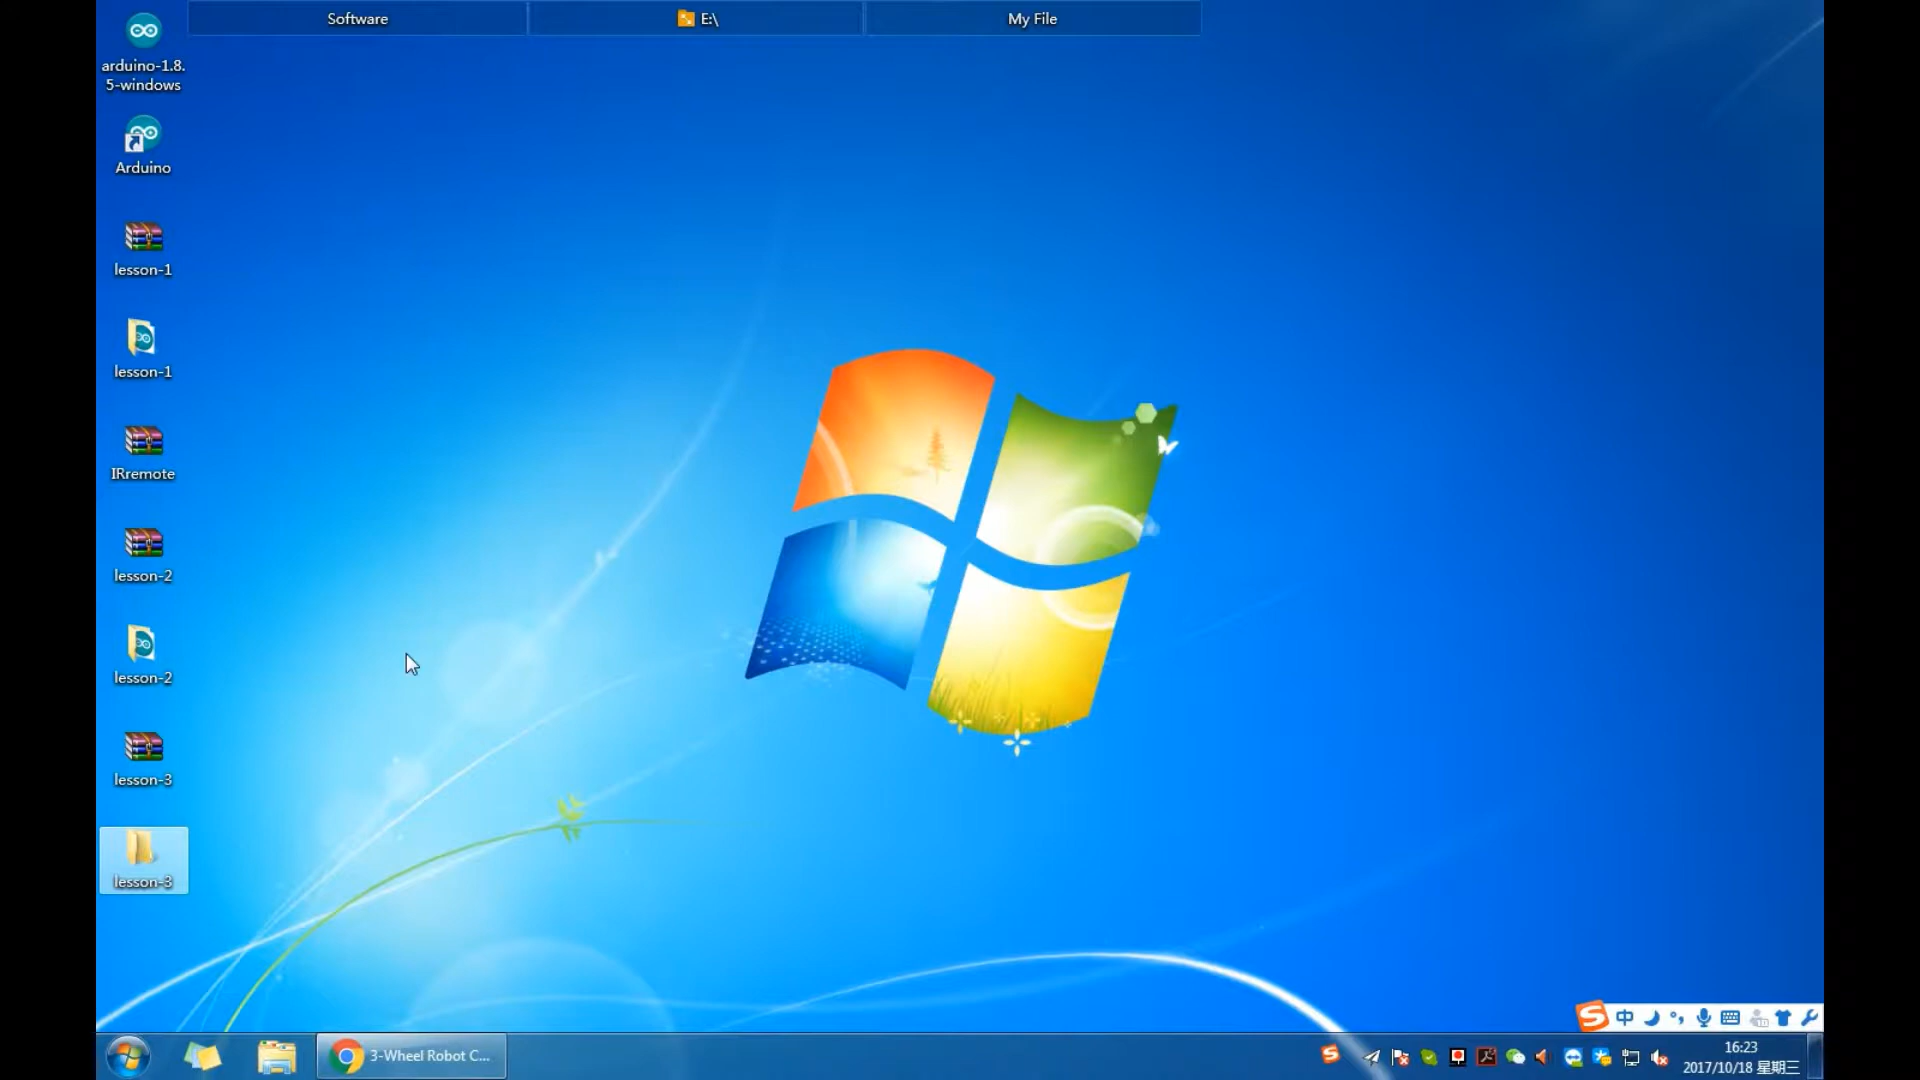 Software
E:\
My File
arduino-1.8.
5-windows
Arduino
lesson-1
lesson-1
IRremote
lesson-2
lesson-2
lesson-3
lesson-3
中
3-Wheel Robot C...
16:23
2017/10/18 星期三